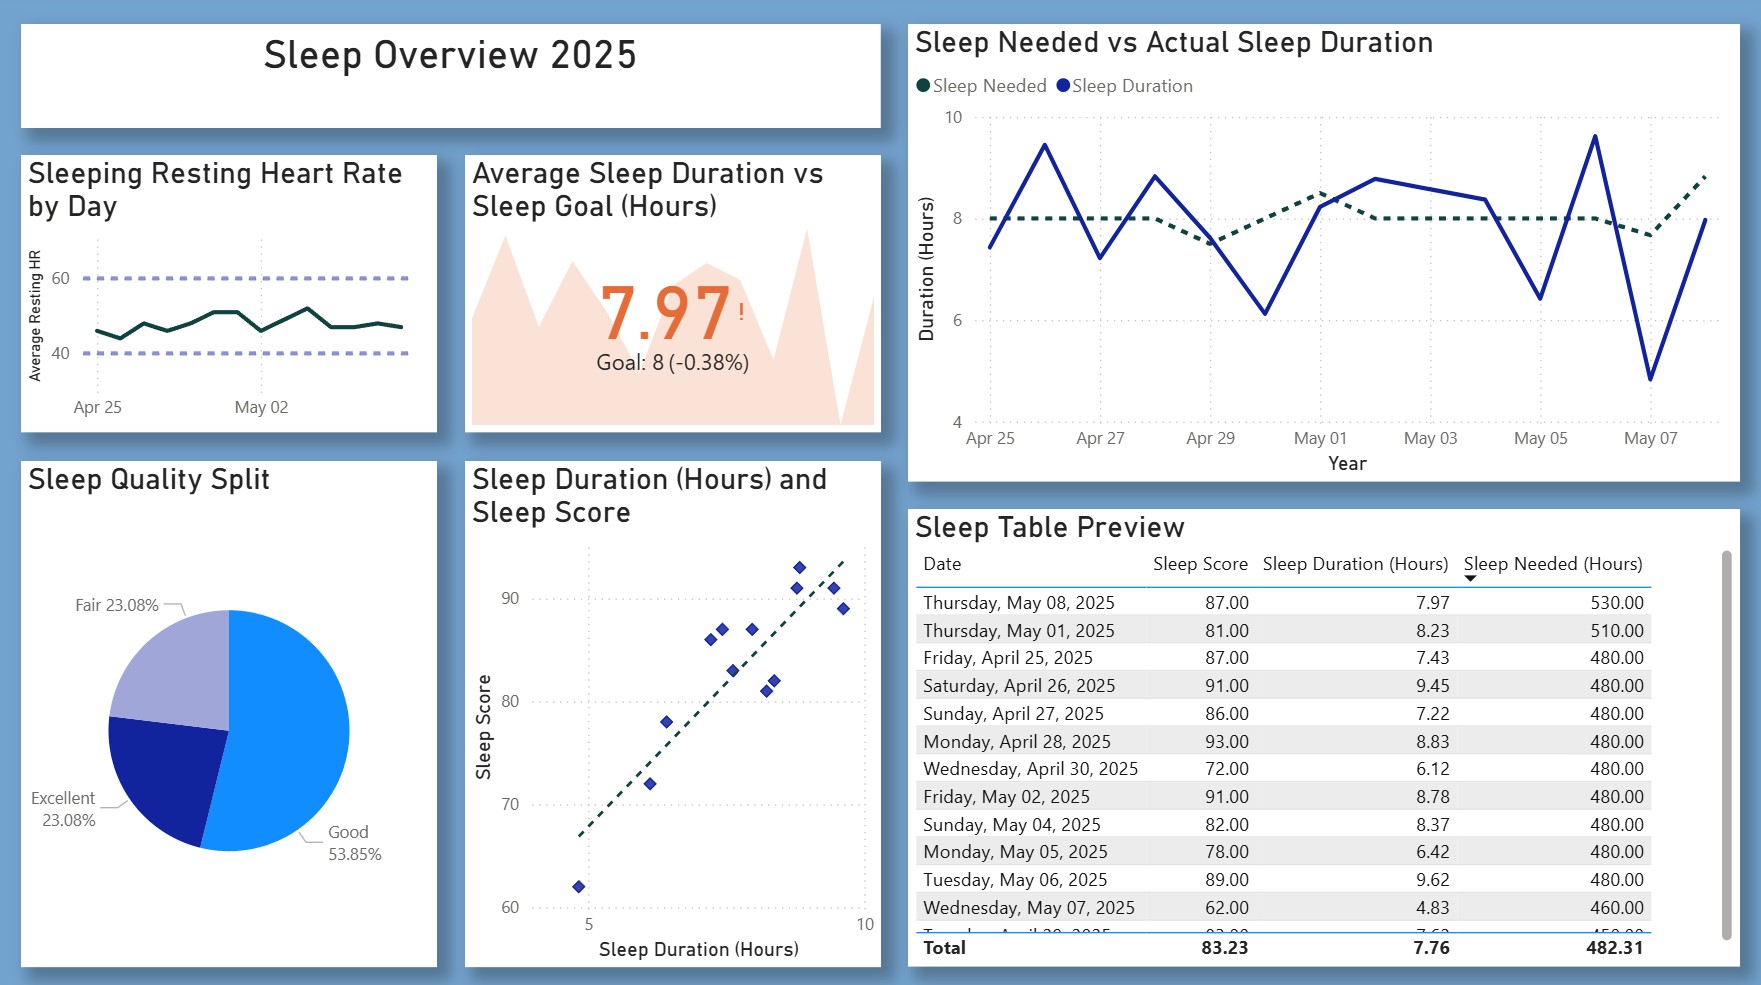 Sleep Overview 2025
Sleeping Resting Heart Rate
by Day
Average Resting HR
60
40
Apr 25 May 02
Average Sleep Duration vs
Sleep Goal (Hours)
7.97!
Goal: 8 (-0.38%)
Sleep Needed vs Actual Sleep Duration
Sleep Needed Sleep Duration
Duration (Hours)
10
8
6
4
Apr 25 Apr 27 Apr 29 May 01 May 03 May 05 May 07
Year
Sleep Quality Split
Fair 23.08%
Excellent
23.08%
Good
53.85%
Sleep Duration (Hours) and
Sleep Score
Sleep Score
90
80
70
60
5 10
Sleep Duration (Hours)
Sleep Table Preview
Date Sleep Score Sleep Duration (Hours) Sleep Needed (Hours)
Thursday, May 08, 2025 87.00 7.97 530.00
Thursday, May 01, 2025 81.00 8.23 510.00
Friday, April 25, 2025 87.00 7.43 480.00
Saturday, April 26, 2025 91.00 9.45 480.00
Sunday, April 27, 2025 86.00 7.22 480.00
Monday, April 28, 2025 93.00 8.83 480.00
Wednesday, April 30, 2025 72.00 6.12 480.00
Friday, May 02, 2025 91.00 8.78 480.00
Sunday, May 04, 2025 82.00 8.37 480.00
Monday, May 05, 2025 78.00 6.42 480.00
Tuesday, May 06, 2025 89.00 9.62 480.00
Wednesday, May 07, 2025 62.00 4.83 460.00
Total 83.23 7.76 482.31